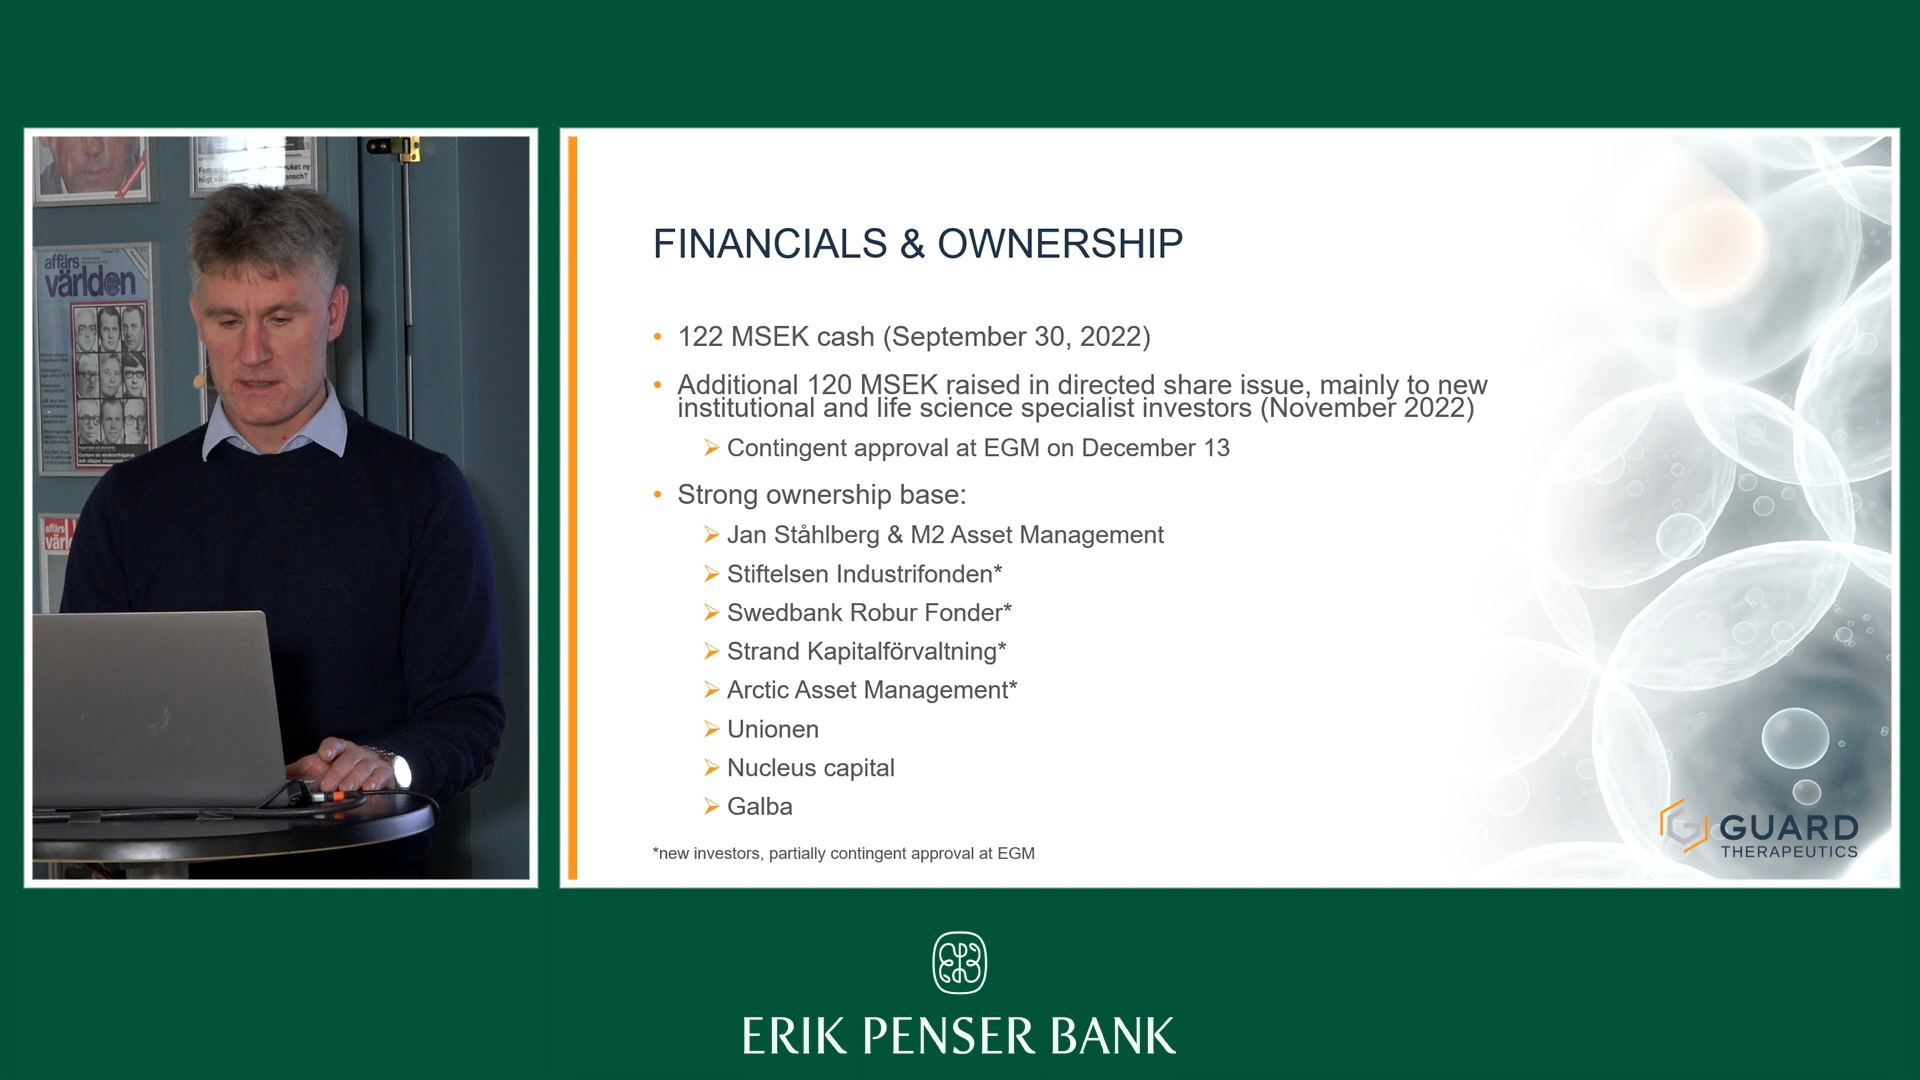 affärs
världen
affärs
FINANCIALS & OWNERSHIP
• 122 MSEK cash (September 30, 2022)
• Additional 120 MSEK raised in directed share issue, mainly to new
institutional and life science specialist investors (November 2022)
➢ Contingent approval at EGM on December 13
• Strong ownership base:
➢ Jan Ståhlberg & M2 Asset Management
➢ Stiftelsen Industrifonden*
➢ Swedbank Robur Fonder*
➢ Strand Kapitalförvaltning*
➢ Arctic Asset Management*
➢ Unionen
➢ Nucleus capital
➢ Galba
*new investors, partially contingent approval at EGM
GUARD
THERAPEUTICS
ERIK PENSER BANK